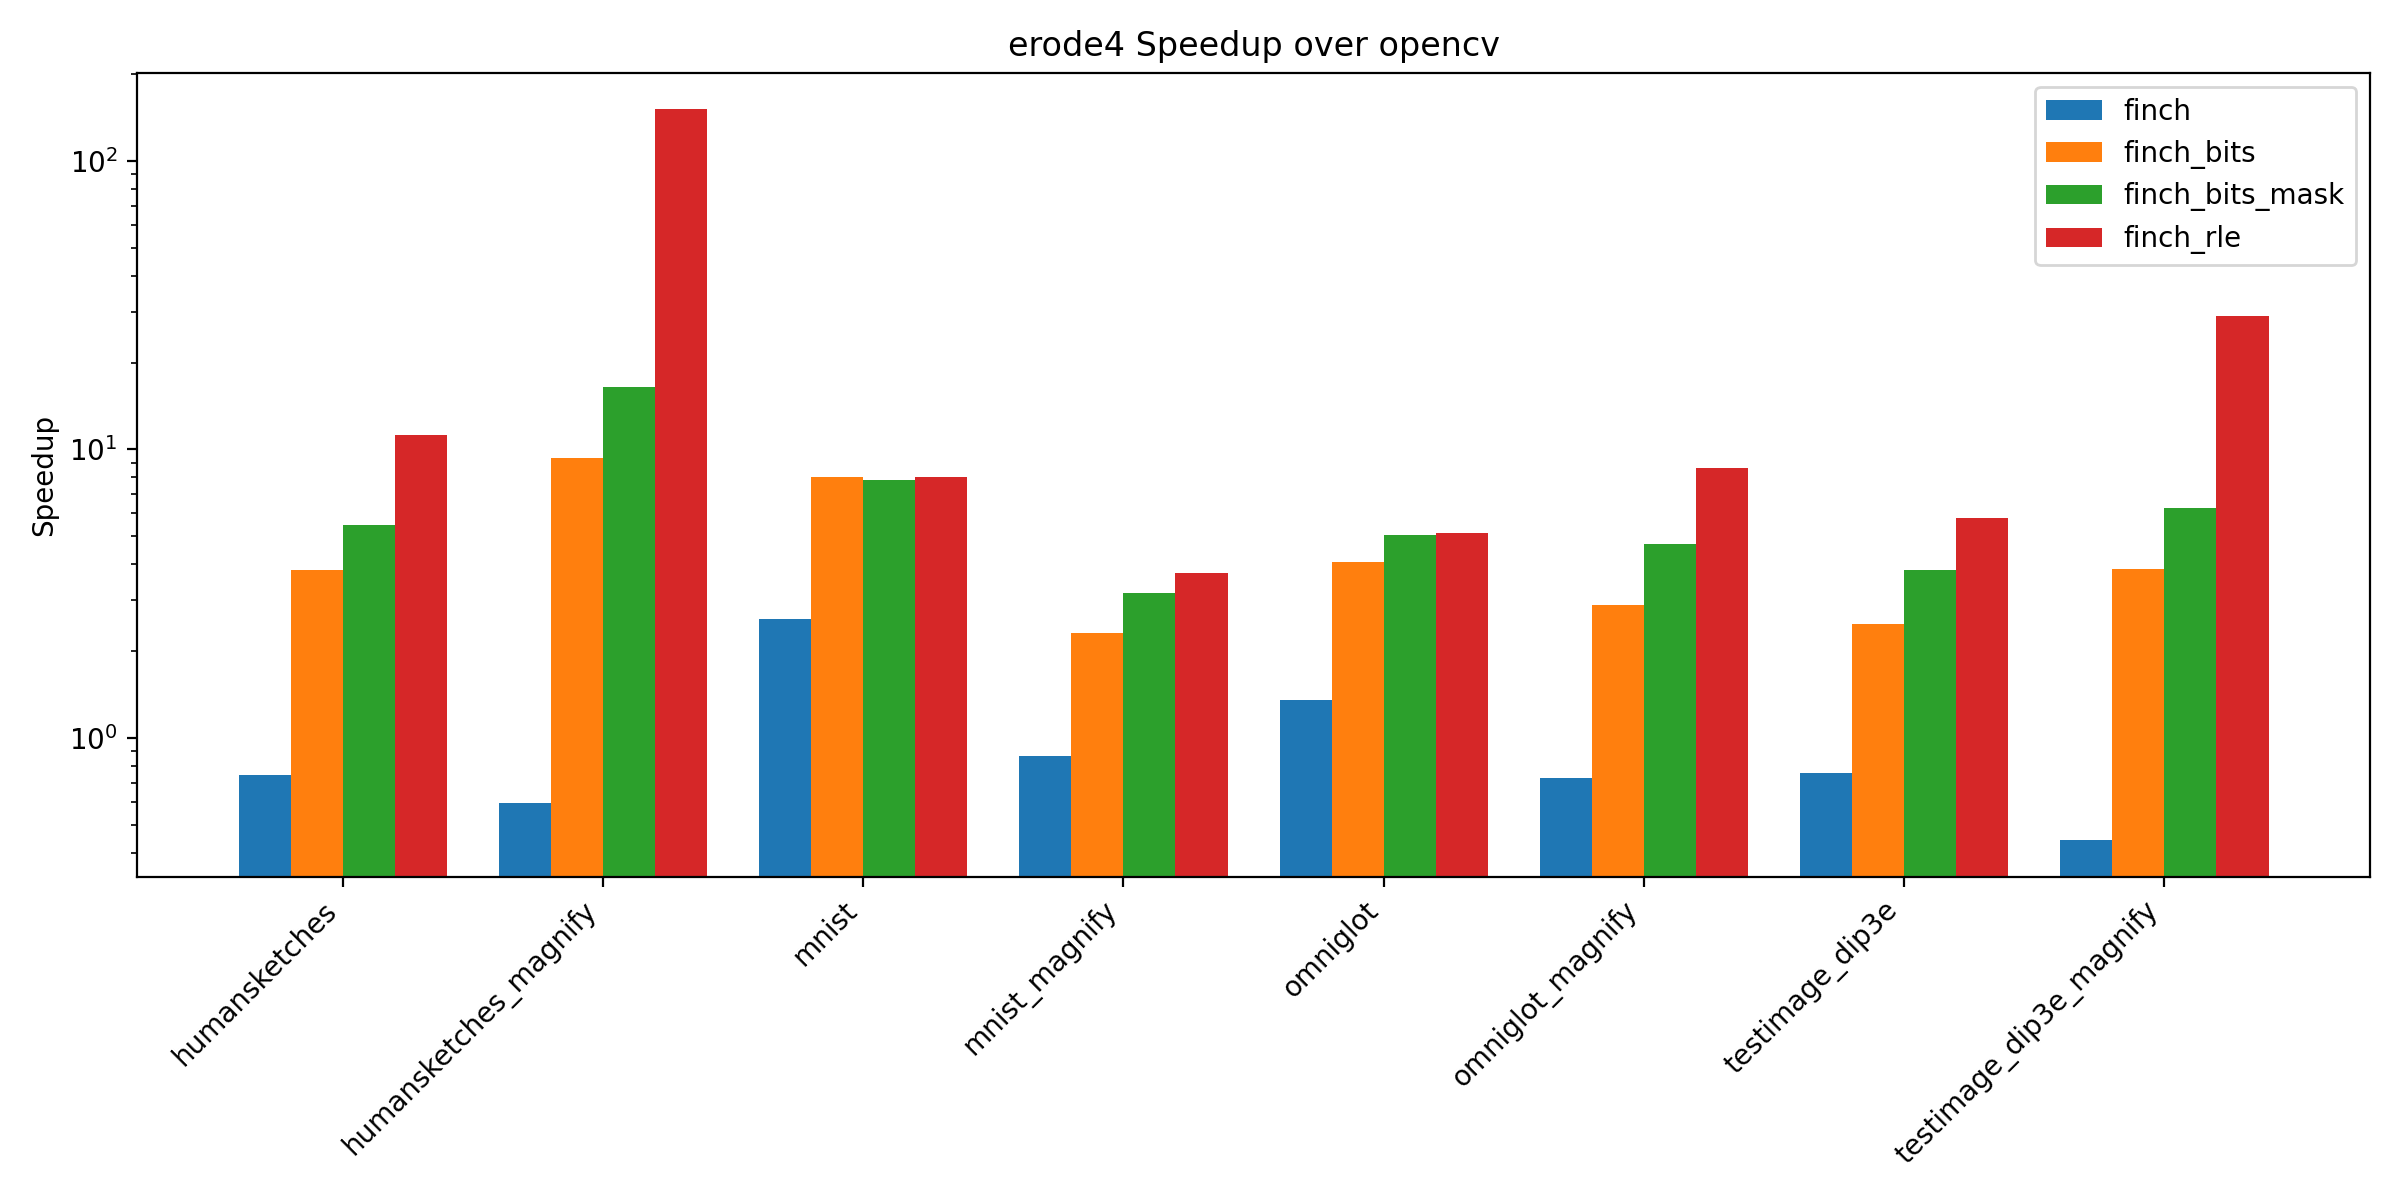 erode4 Speedup over opencv
finch
finch_bits
finch_bits_mask
finch_rle
Speedup
10²
10¹
10⁰
humansketches
humansketches_magnify
mnist
mnist_magnify
omniglot
omniglot_magnify
testimage_dip3e
testimage_dip3e_magnify